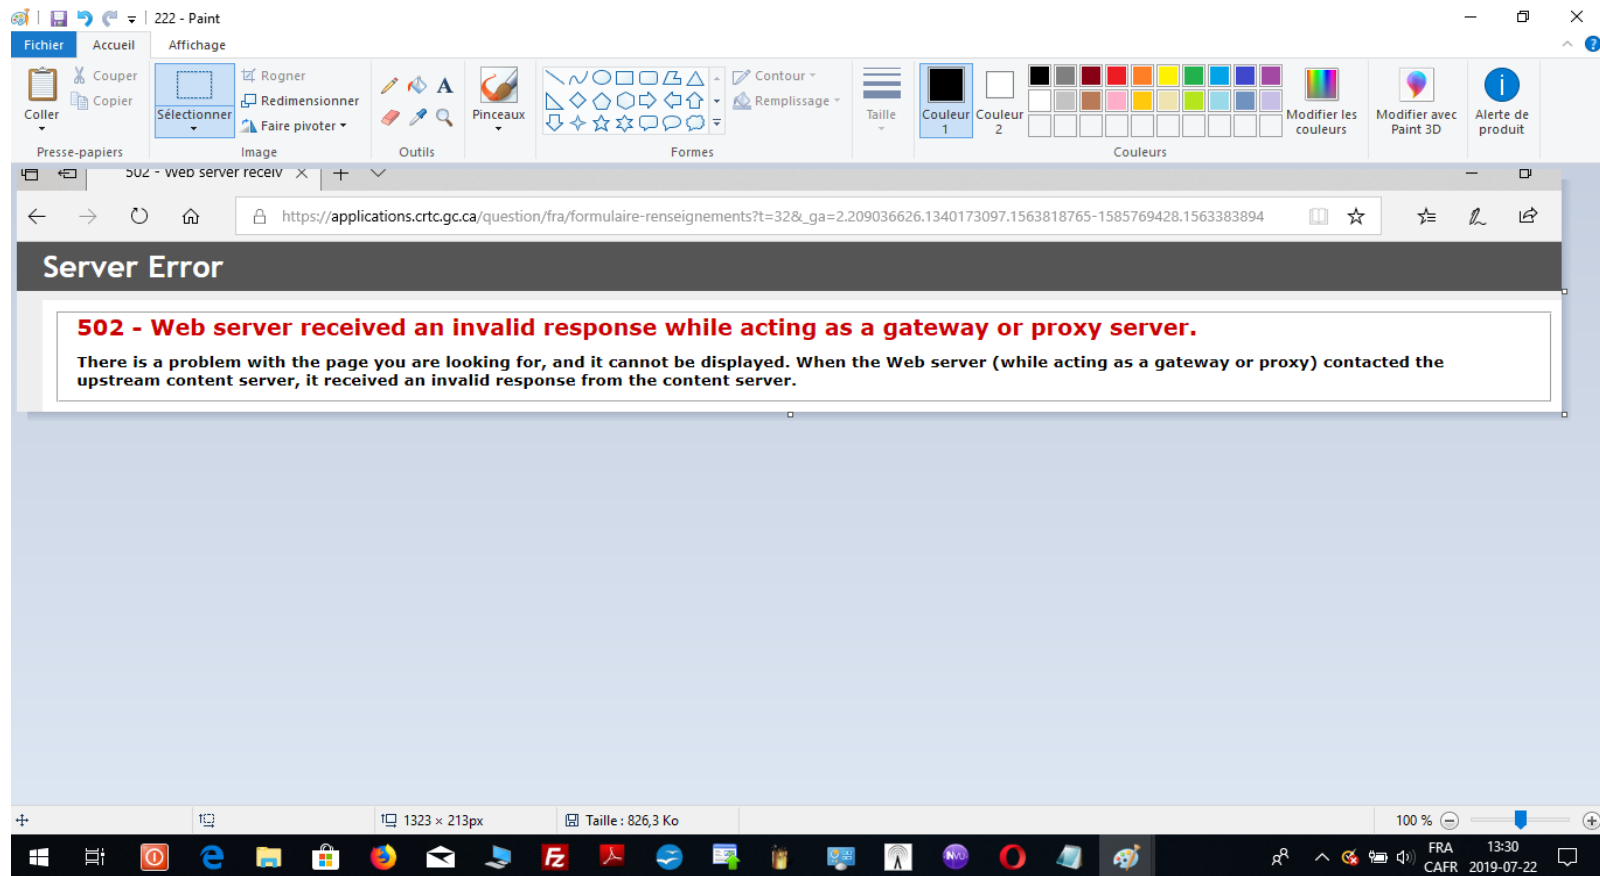 222 - Paint
Fichier Accueil Affichage
Coller
Couper
Copier
Presse-papiers
Sélectionner
Rogner
Redimensionner
Faire pivoter
Image
A
Outils
Pinceaux
Contour
Remplissage
Formes
Taille
Couleur 1
Couleur 2
Modifier les couleurs
Modifier avec Paint 3D
Alerte de produit
Couleurs
502 - Web server receiv
https://applications.crtc.gc.ca/question/fra/formulaire-renseignements?t=32&_ga=2.209036626.1340173097.1563818765-1585769428.1563383894
Server Error
502 - Web server received an invalid response while acting as a gateway or proxy server.
There is a problem with the page you are looking for, and it cannot be displayed. When the Web server (while acting as a gateway or proxy) contacted the
upstream content server, it received an invalid response from the content server.
1323 × 213px
Taille : 826,3 Ko
100 %
Fz
NVU
FRA
CAFR
13:30
2019-07-22